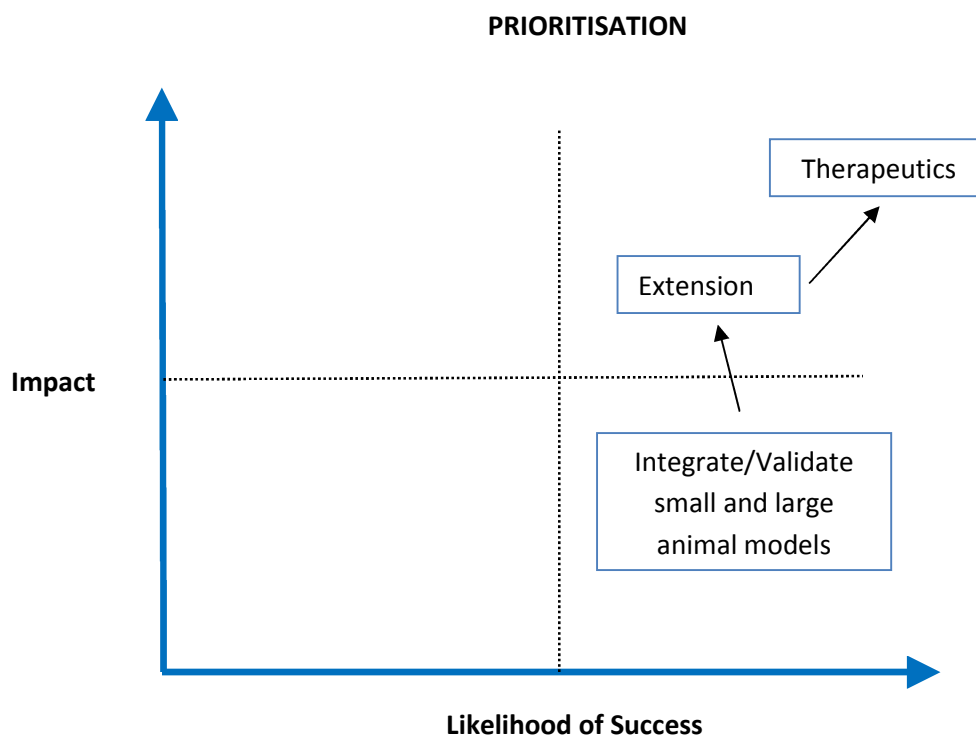 PRIORITISATION
Therapeutics
Extension
Impact
Integrate/Validate
small and large
animal models
Likelihood of Success